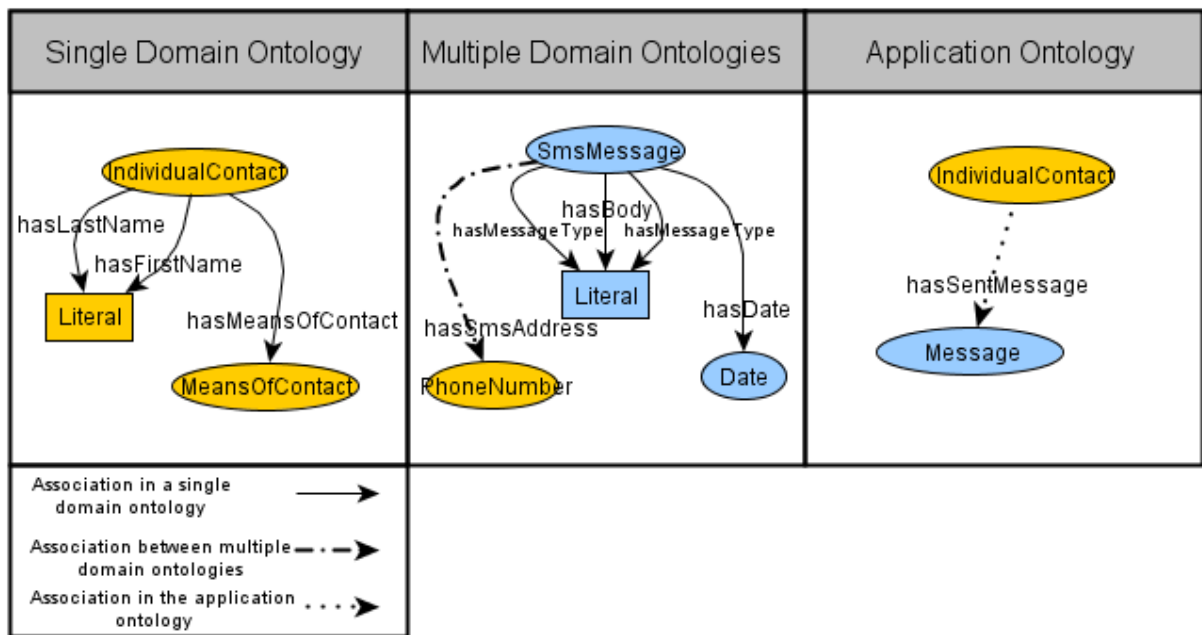 Single Domain Ontology
Multiple Domain Ontologies
Application Ontology
IndividualContact
hasLastName
hasFirstName
Literal
hasMeansOfContact
MeansOfContact
SmsMessage
hasBody
hasMessageType
hasMessageType
Literal
hasDate
hasSmsAddress
PhoneNumber
Date
IndividualContact
hasSentMessage
Message
Association in a single
domain ontology
Association between multiple
domain ontologies
Association in the application
ontology